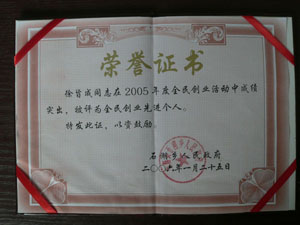 荣誉证书
徐皆成同志在2005年度全民创业活动中成绩
突出,被评为全民创业先进个人。
特发此证,以资鼓励。
石 乡人民政府
二〇〇六年一月二十五日